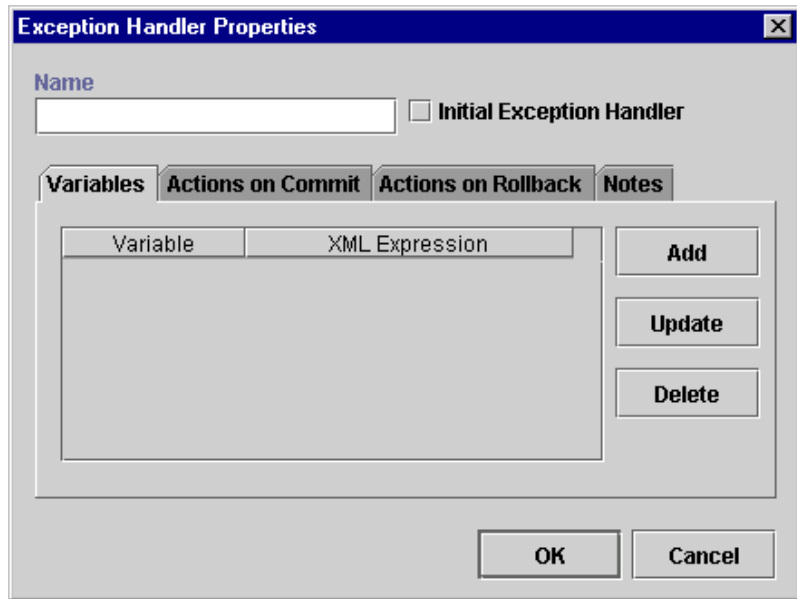 Exception Handler Properties
Name
Initial Exception Handler
Variables Actions on Commit Actions on Rollback Notes
Variable XML Expression
Add
Update
Delete
OK Cancel